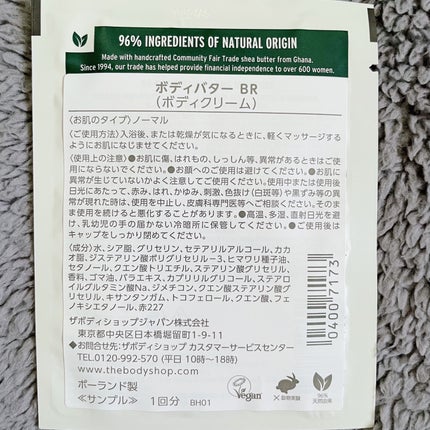 96% INGREDIENTS OF NATURAL ORIGIN
Made with handcrafted Community Fair Trade shea butter from Ghana.
Since 1994, our trade has helped provide financial independence to over 600 women.
ボディバター BR
(ボディクリーム)
〈お肌のタイプ〉ノーマル
〈ご使用方法〉入浴後、または乾燥が気になるときに、軽くマッサージする
ようにお肌になじませてください。
〈使用上の注意〉●お肌に傷、はれもの、しっしん等、異常があるときはご使
用にならないでください。●お顔へのご使用は避けてください。●お肌に
異常が生じていないかよく注意してご使用ください。使用中または使用後
日光にあたって、赤み、はれ、かゆみ、刺激、色抜け(白斑等)や黒ずみ等の異
常が現れた時は、使用を中止し、皮膚科専門医等へご相談ください。そのま
ま使用を続けると悪化することがあります。●高温、多湿、直射日光を避
け、乳幼児の手の届かない冷暗所に保管してください。●ご使用後は
キャップをしっかり閉めてください。
〈成分〉水、シア脂、グリセリン、セテアリルアルコール、カカ
オ脂、ジステアリン酸ポリグリセリル-3、ヒマワリ種子油、
セタノール、クエン酸トリエチル、ステアリン酸グリセリル、
香料、ゴマ油、バラエキス、カプリリルグリコール、ステアロ
イルグルタミン酸Na、ジメチコン、クエン酸ステアリン酸グ
リセリル、キサンタンガム、トコフェロール、クエン酸、フェ
ノキシエタノール、赤227
ザボディショップジャパン株式会社
東京都中央区日本橋堀留町1-9-11
◆お問合せ先:ザボディショップ カスタマーサービスセンター
TEL0120-992-570 (平日 10時〜18時)
www.thebodyshop.com
ポーランド製
≪サンプル≫ 1回分 BH01
04007173
vegan
× 動物実験
96%
天然由来